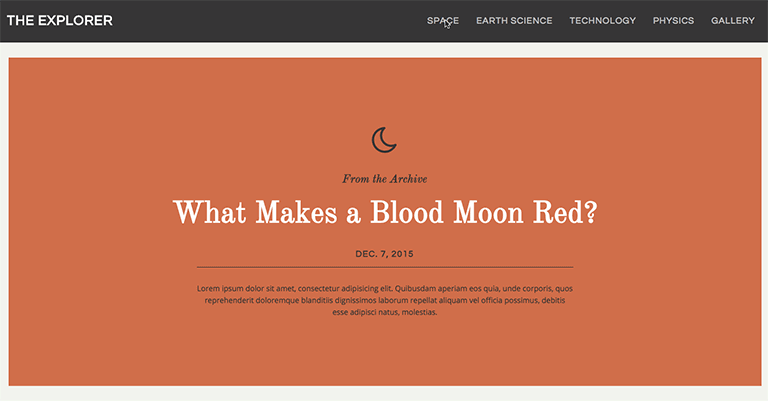 THE EXPLORER
SPACE EARTH SCIENCE TECHNOLOGY PHYSICS GALLERY
From the Archive
What Makes a Blood Moon Red?
DEC. 7, 2015
Lorem ipsum dolor sit amet, consectetur adipisicing elit. Quibusdam aperiam eos quia, unde corporis, quos
reprehenderit doloremque blanditiis dignissimos laborum repellat aliquam vel officia possimus, debitis
esse adipisci natus, molestias.